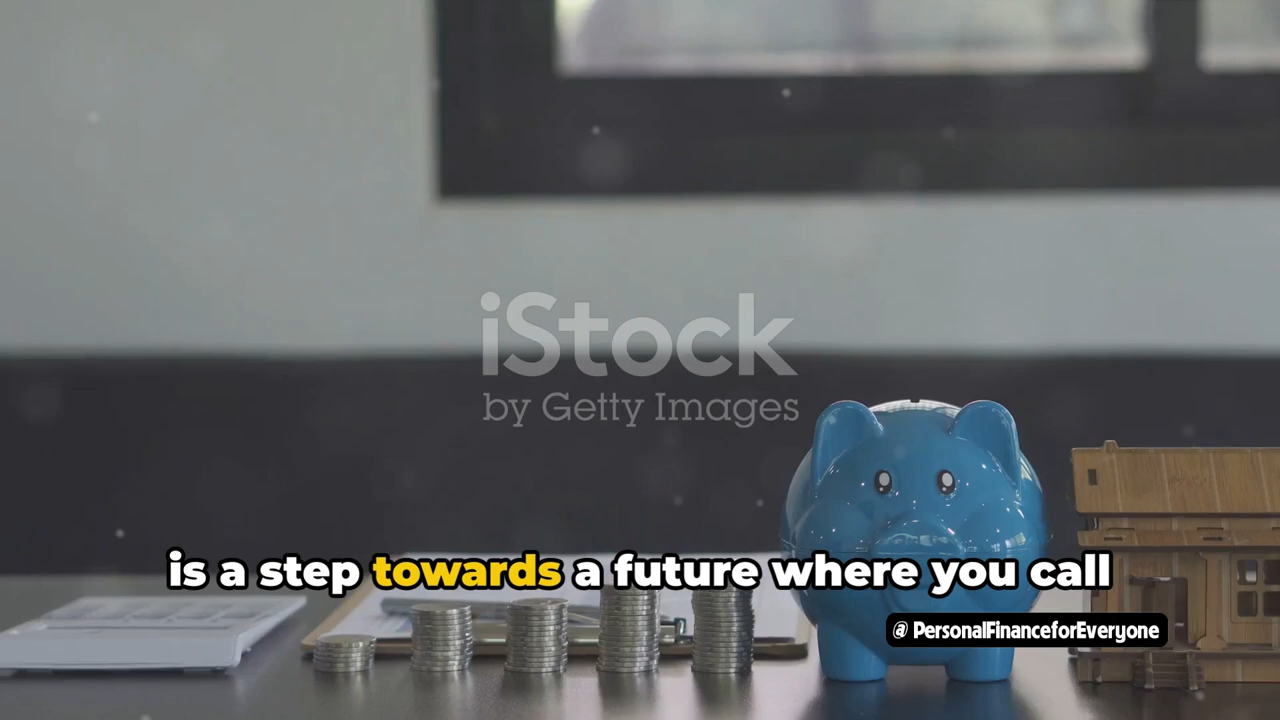 iStock
by Getty Images
is a step towards a future where you call
@ PersonalFinanceforEveryone